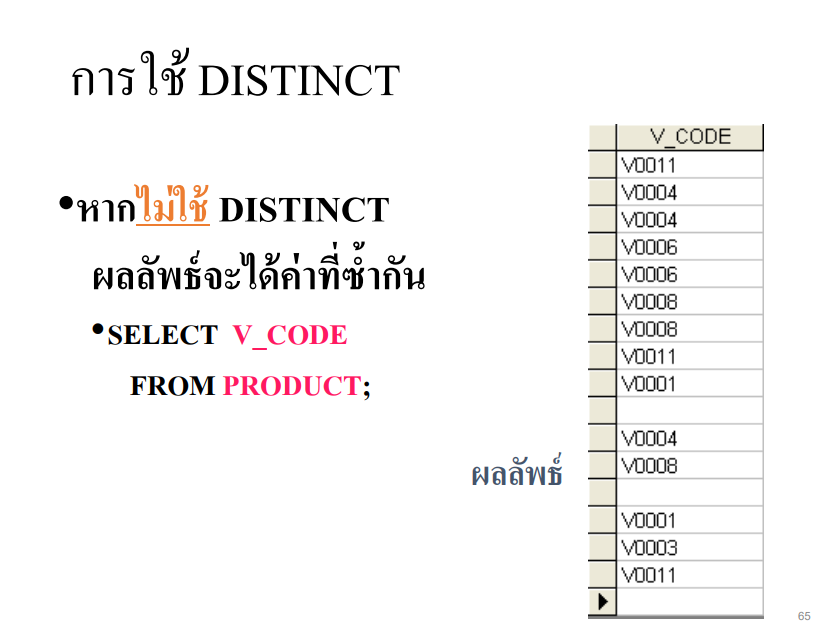 การใช้ DISTINCT
•หากไม่ใช้ DISTINCT
ผลลัพธ์จะได้ค่าที่ซ้ำกัน
•SELECT V_CODE
FROM PRODUCT;
ผลลัพธ์
V_CODE
V0011
V0004
V0004
V0006
V0006
V0008
V0008
V0011
V0001
V0004
V0008
V0001
V0003
V0011
65